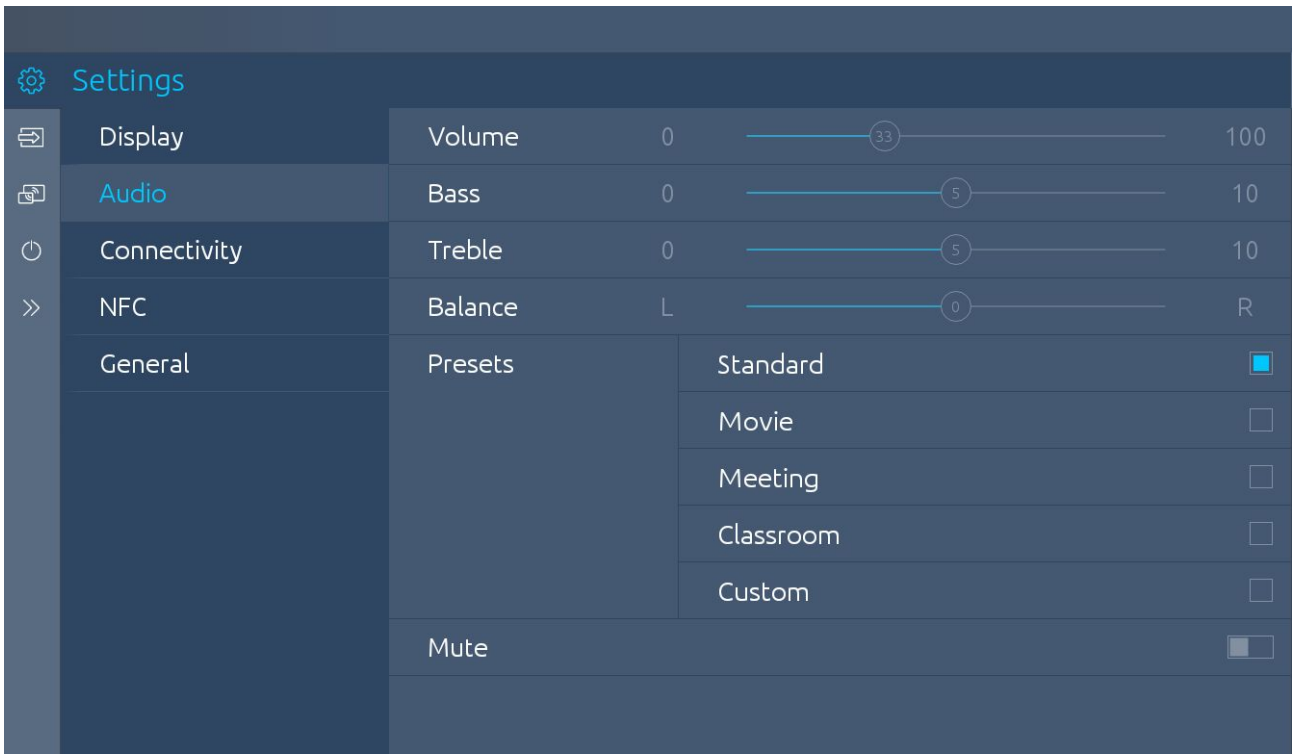 Settings
Display
Audio
Connectivity
NFC
General
Volume 0 33 100
Bass 0 5 10
Treble 0 5 10
Balance L 0 R
Presets Standard
Movie
Meeting
Classroom
Custom
Mute